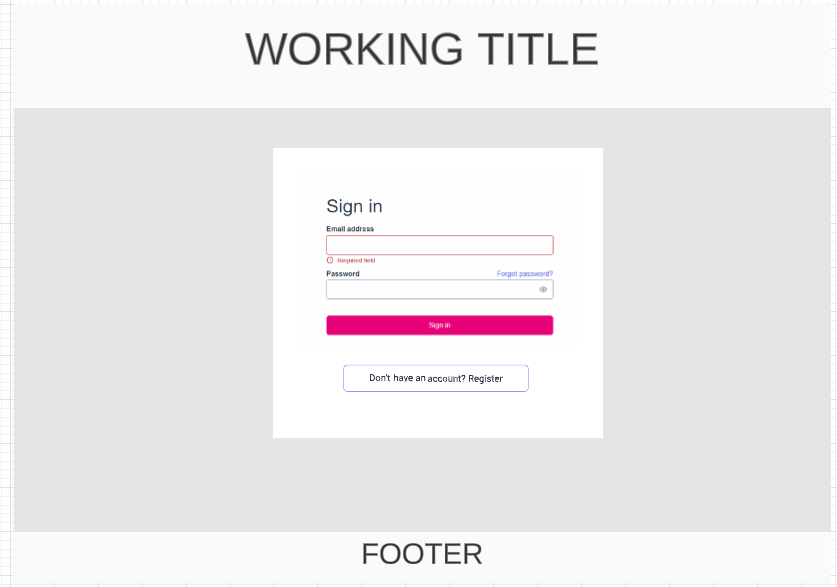 WORKING TITLE
Sign in
Email address
Required field
Password Forgot password?
Sign in
Don't have an account? Register
FOOTER